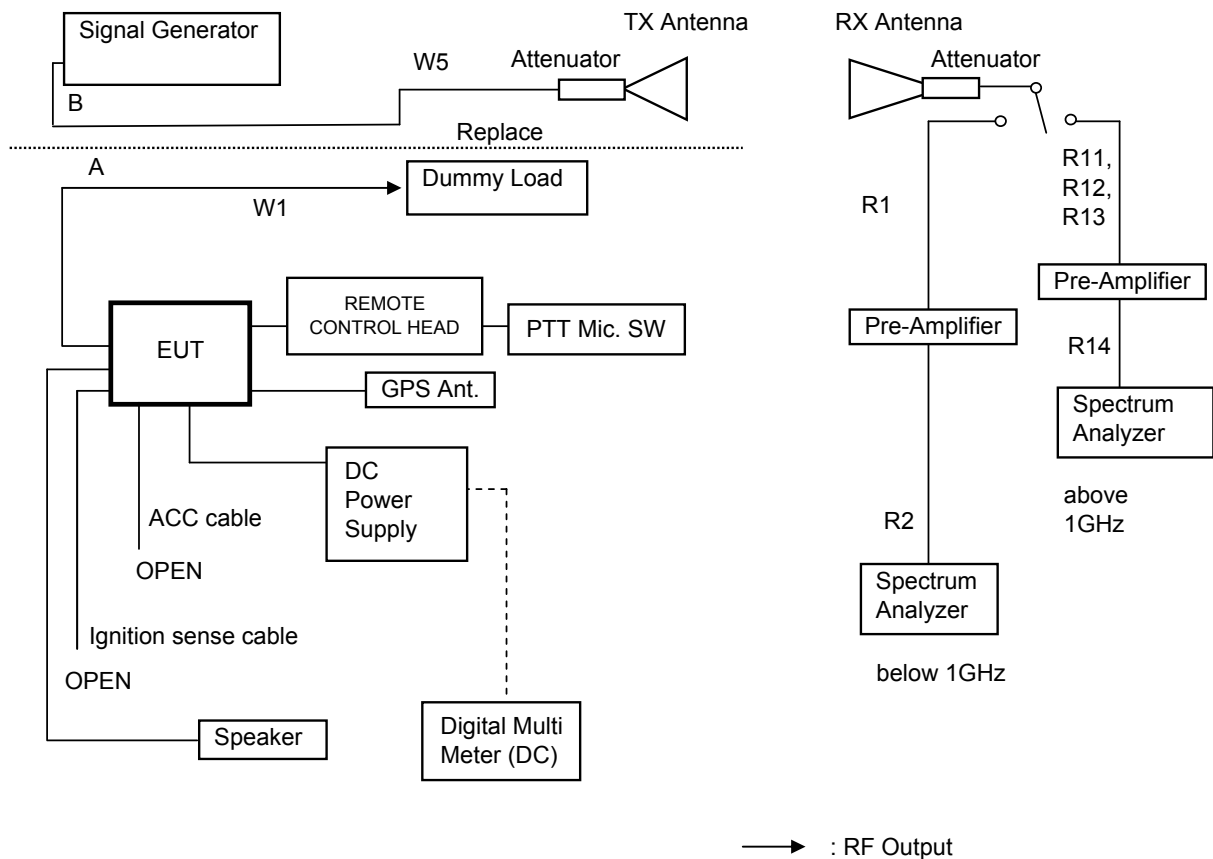 Signal Generator
TX Antenna
RX Antenna
W5
Attenuator
Attenuator
B
Replace
A
Dummy Load
W1
R1
R11,
R12,
R13
REMOTE
CONTROL HEAD
PTT Mic. SW
EUT
GPS Ant.
Pre-Amplifier
Pre-Amplifier
R14
Spectrum
Analyzer
above
1GHz
DC
Power
Supply
ACC cable
OPEN
R2
Spectrum
Analyzer
below 1GHz
Ignition sense cable
OPEN
Speaker
Digital Multi
Meter (DC)
: RF Output